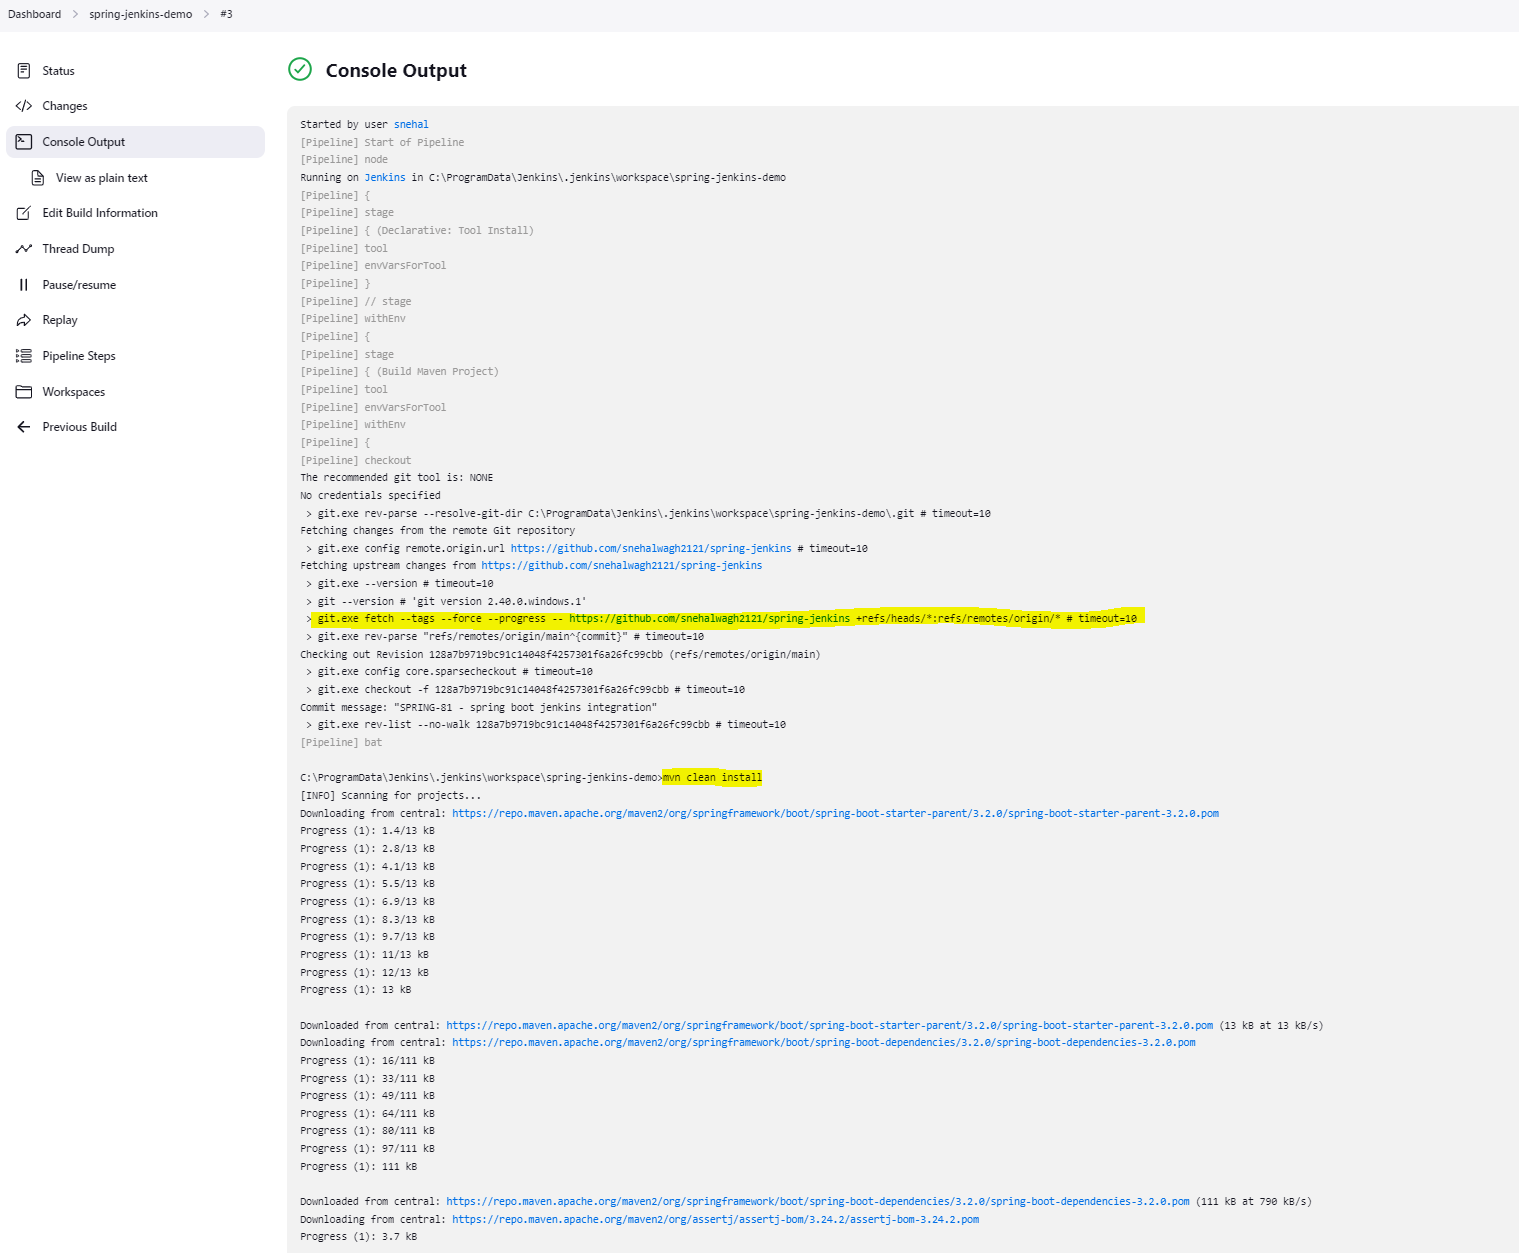 Dashboard > spring-jenkins-demo > #3
Status
Changes
Console Output
View as plain text
Edit Build Information
Thread Dump
Pause/resume
Replay
Pipeline Steps
Workspaces
Previous Build
Console Output
Started by user snehal
[Pipeline] Start of Pipeline
[Pipeline] node
Running on Jenkins in C:\ProgramData\Jenkins\.jenkins\workspace\spring-jenkins-demo
[Pipeline] {
[Pipeline] stage
[Pipeline] { (Declarative: Tool Install)
[Pipeline] tool
[Pipeline] envVarsForTool
[Pipeline] }
[Pipeline] // stage
[Pipeline] withEnv
[Pipeline] {
[Pipeline] stage
[Pipeline] { (Build Maven Project)
[Pipeline] tool
[Pipeline] envVarsForTool
[Pipeline] withEnv
[Pipeline] {
[Pipeline] checkout
The recommended git tool is: NONE
No credentials specified
> git.exe rev-parse --resolve-git-dir C:\ProgramData\Jenkins\.jenkins\workspace\spring-jenkins-demo\.git # timeout=10
Fetching changes from the remote Git repository
> git.exe config remote.origin.url https://github.com/snehalwagh2121/spring-jenkins # timeout=10
Fetching upstream changes from https://github.com/snehalwagh2121/spring-jenkins
> git.exe --version # timeout=10
> git --version # 'git version 2.40.0.windows.1'
> git.exe fetch --tags --force --progress -- https://github.com/snehalwagh2121/spring-jenkins +refs/heads/*:refs/remotes/origin/* # timeout=10
> git.exe rev-parse "refs/remotes/origin/main^{commit}" # timeout=10
Checking out Revision 128a7b9719bc91c14048f4257301f6a26fc99cbb (refs/remotes/origin/main)
> git.exe config core.sparsecheckout # timeout=10
> git.exe checkout -f 128a7b9719bc91c14048f4257301f6a26fc99cbb # timeout=10
Commit message: "SPRING-81 - spring boot jenkins integration"
> git.exe rev-list --no-walk 128a7b9719bc91c14048f4257301f6a26fc99cbb # timeout=10
[Pipeline] bat
C:\ProgramData\Jenkins\.jenkins\workspace\spring-jenkins-demo>mvn clean install
[INFO] Scanning for projects...
Downloading from central: https://repo.maven.apache.org/maven2/org/springframework/boot/spring-boot-starter-parent/3.2.0/spring-boot-starter-parent-3.2.0.pom
Progress (1): 1.4/13 kB
Progress (1): 2.8/13 kB
Progress (1): 4.1/13 kB
Progress (1): 5.5/13 kB
Progress (1): 6.9/13 kB
Progress (1): 8.3/13 kB
Progress (1): 9.7/13 kB
Progress (1): 11/13 kB
Progress (1): 12/13 kB
Progress (1): 13 kB
Downloaded from central: https://repo.maven.apache.org/maven2/org/springframework/boot/spring-boot-starter-parent/3.2.0/spring-boot-starter-parent-3.2.0.pom (13 kB at 13 kB/s)
Downloading from central: https://repo.maven.apache.org/maven2/org/springframework/boot/spring-boot-dependencies/3.2.0/spring-boot-dependencies-3.2.0.pom
Progress (1): 16/111 kB
Progress (1): 33/111 kB
Progress (1): 49/111 kB
Progress (1): 64/111 kB
Progress (1): 80/111 kB
Progress (1): 97/111 kB
Progress (1): 111 kB
Downloaded from central: https://repo.maven.apache.org/maven2/org/springframework/boot/spring-boot-dependencies/3.2.0/spring-boot-dependencies-3.2.0.pom (111 kB at 790 kB/s)
Downloading from central: https://repo.maven.apache.org/maven2/org/assertj/assertj-bom/3.24.2/assertj-bom-3.24.2.pom
Progress (1): 3.7 kB